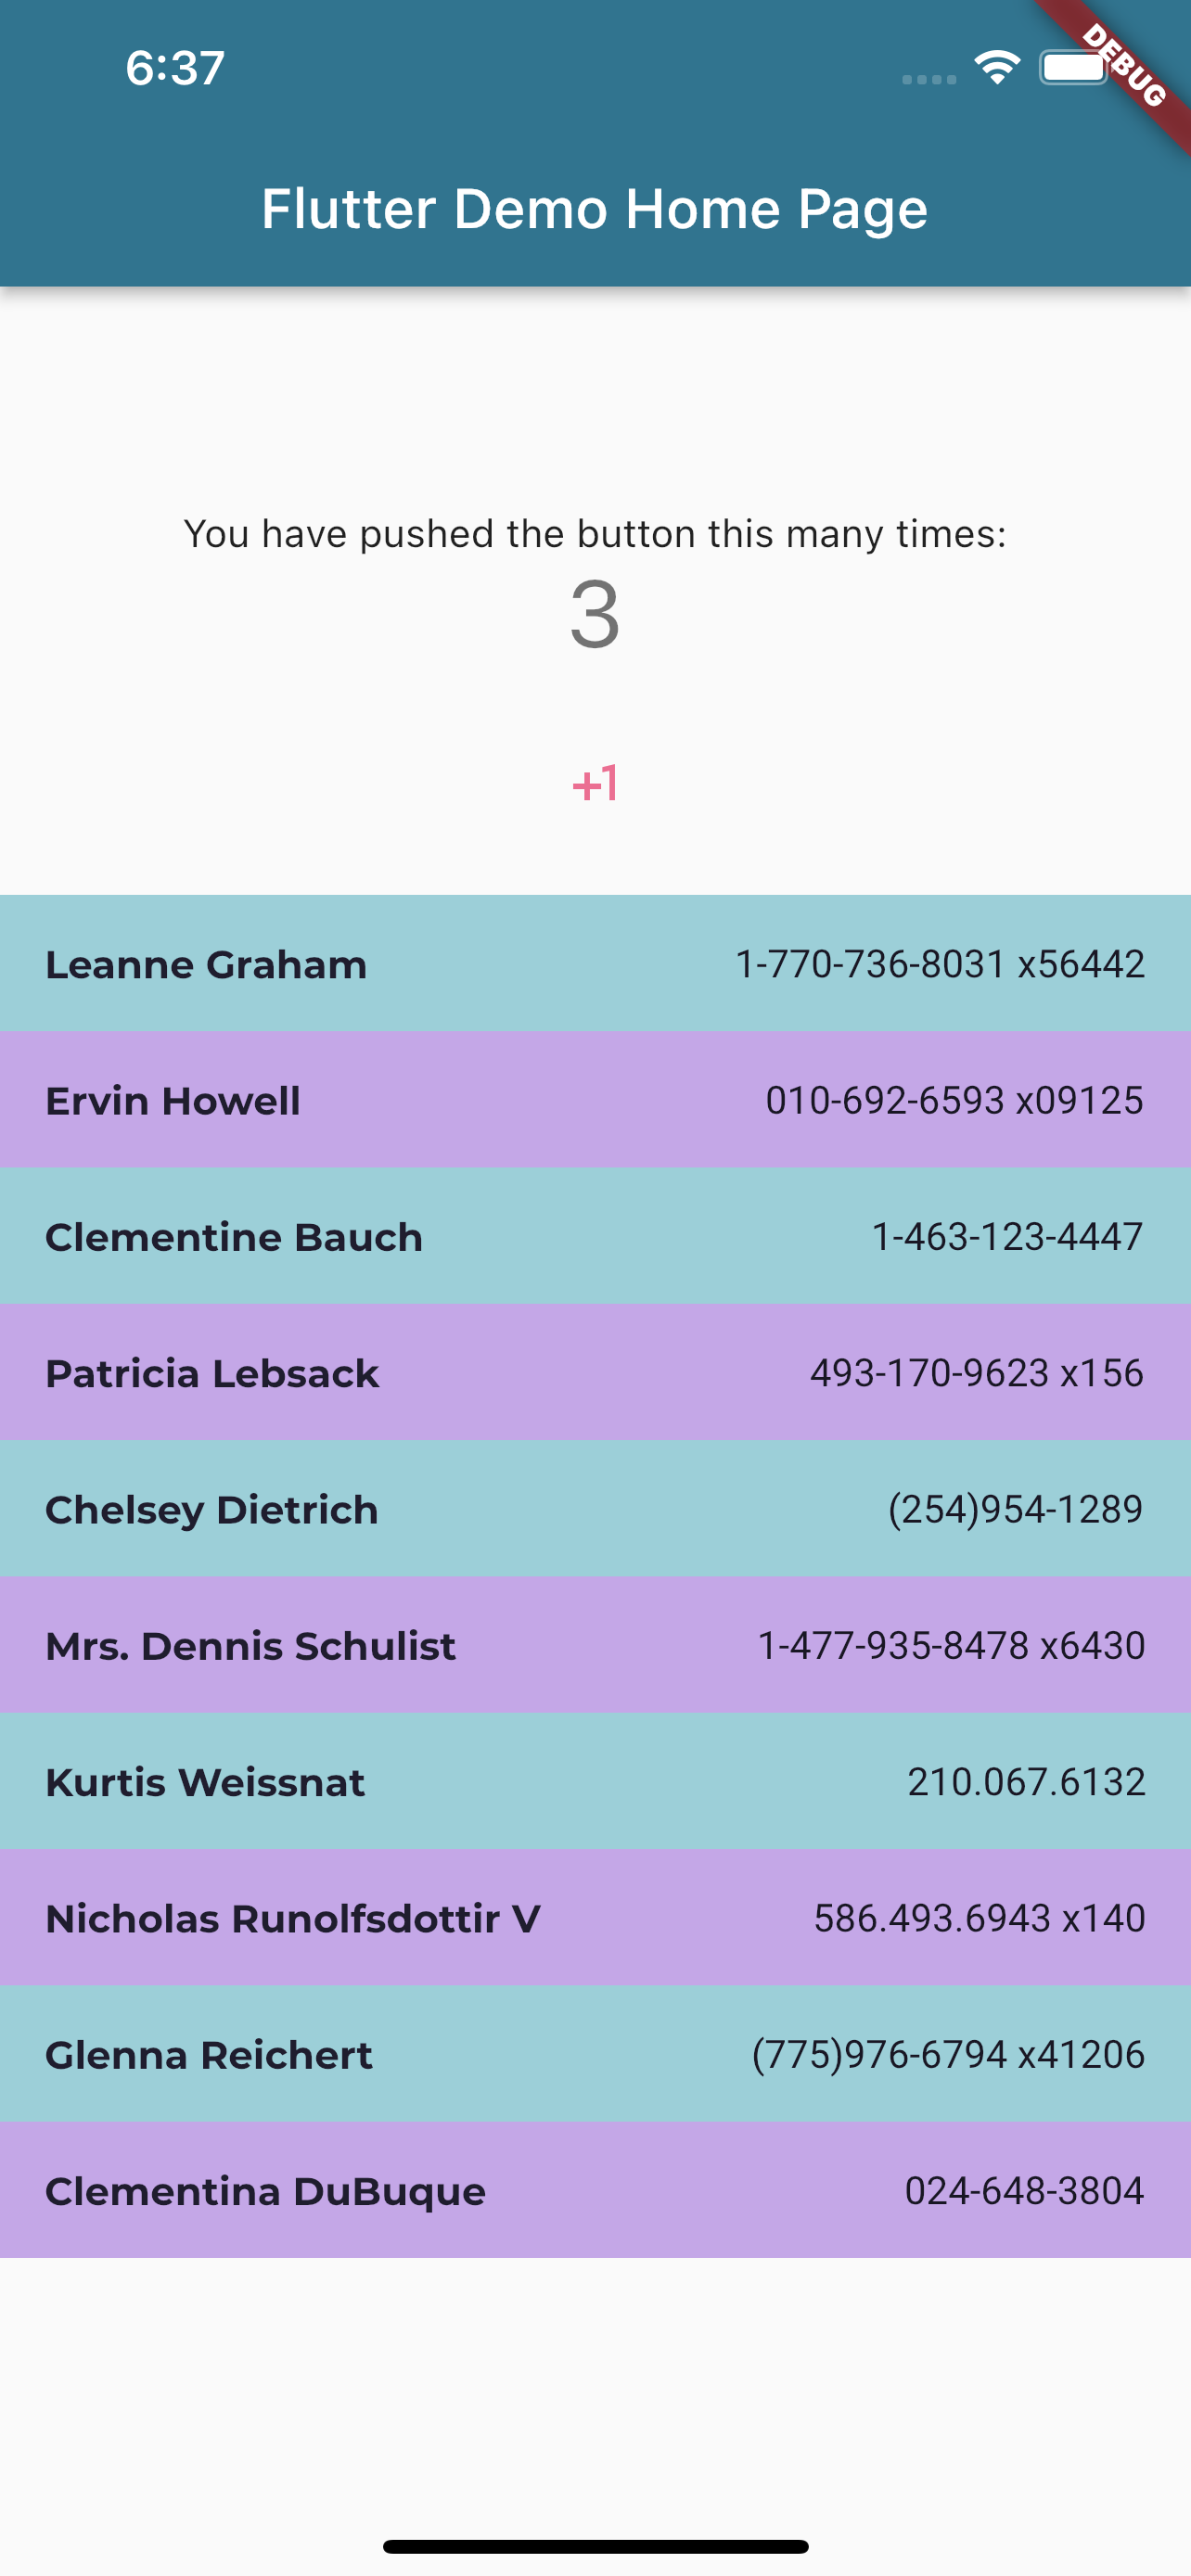 6:37
DEBUG
Flutter Demo Home Page
You have pushed the button this many times:
3
+1
Leanne Graham 1-770-736-8031 x56442
Ervin Howell 010-692-6593 x09125
Clementine Bauch 1-463-123-4447
Patricia Lebsack 493-170-9623 x156
Chelsey Dietrich (254)954-1289
Mrs. Dennis Schulist 1-477-935-8478 x6430
Kurtis Weissnat 210.067.6132
Nicholas Runolfsdottir V 586.493.6943 x140
Glenna Reichert (775)976-6794 x41206
Clementina DuBuque 024-648-3804